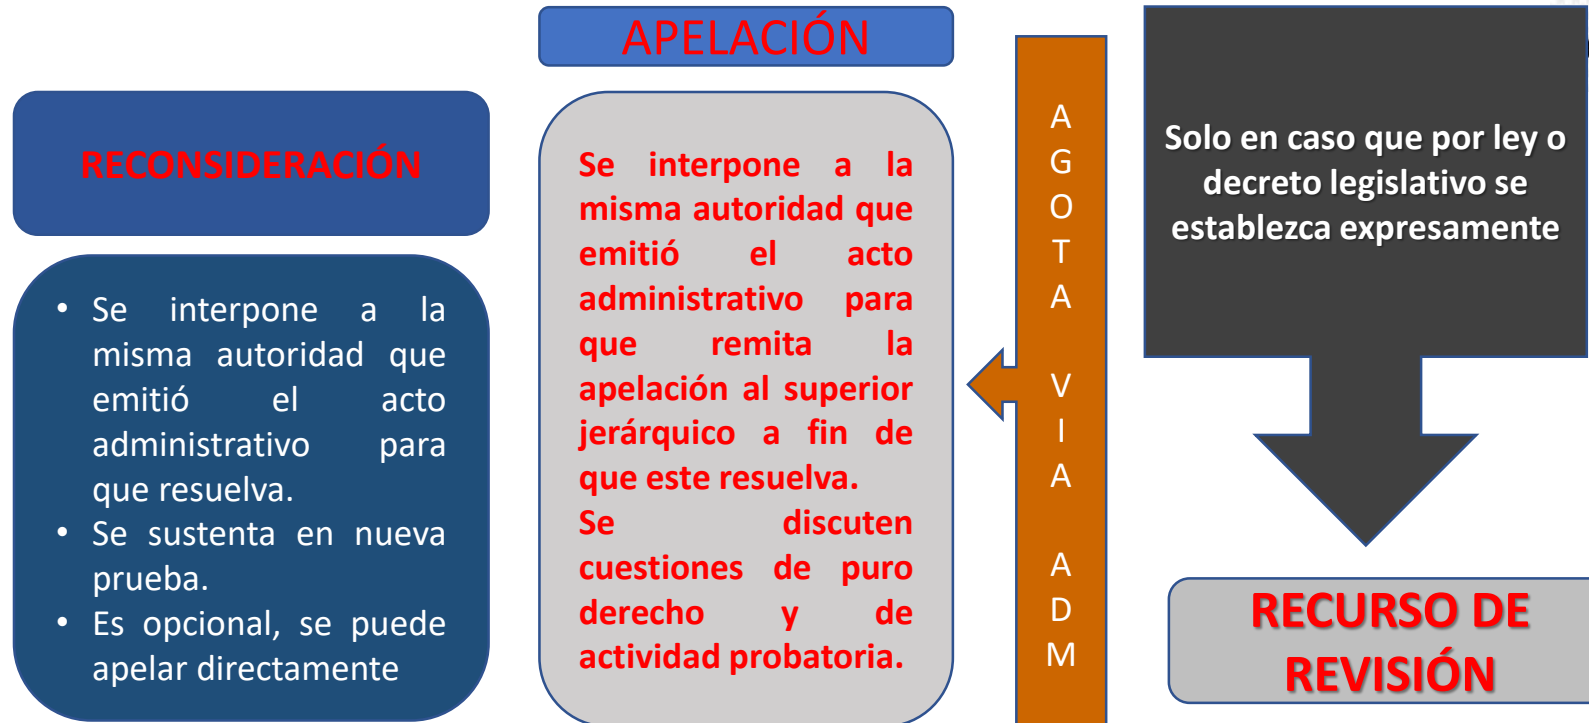 RECONSIDERACIÓN
• Se interpone a la
misma autoridad que
emitió el acto
administrativo para
que resuelva.
• Se sustenta en nueva
prueba.
• Es opcional, se puede
apelar directamente
APELACIÓN
Se interpone a la
misma autoridad que
emitió el acto
administrativo para
que remita la
apelación al superior
jerárquico a fin de
que este resuelva.
Se discuten
cuestiones de puro
derecho y de
actividad probatoria.
A
G
O
T
A
V
I
A
A
D
M
Solo en caso que por ley o
decreto legislativo se
establezca expresamente
RECURSO DE
REVISIÓN